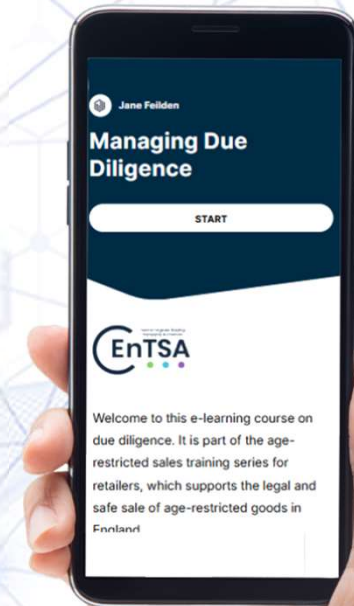 Jane Feilden
Managing Due
Diligence
START
EnTSA
Welcome to this e-learning course on
due diligence. It is part of the age-
restricted sales training series for
retailers, which supports the legal and
safe sale of age-restricted goods in
England